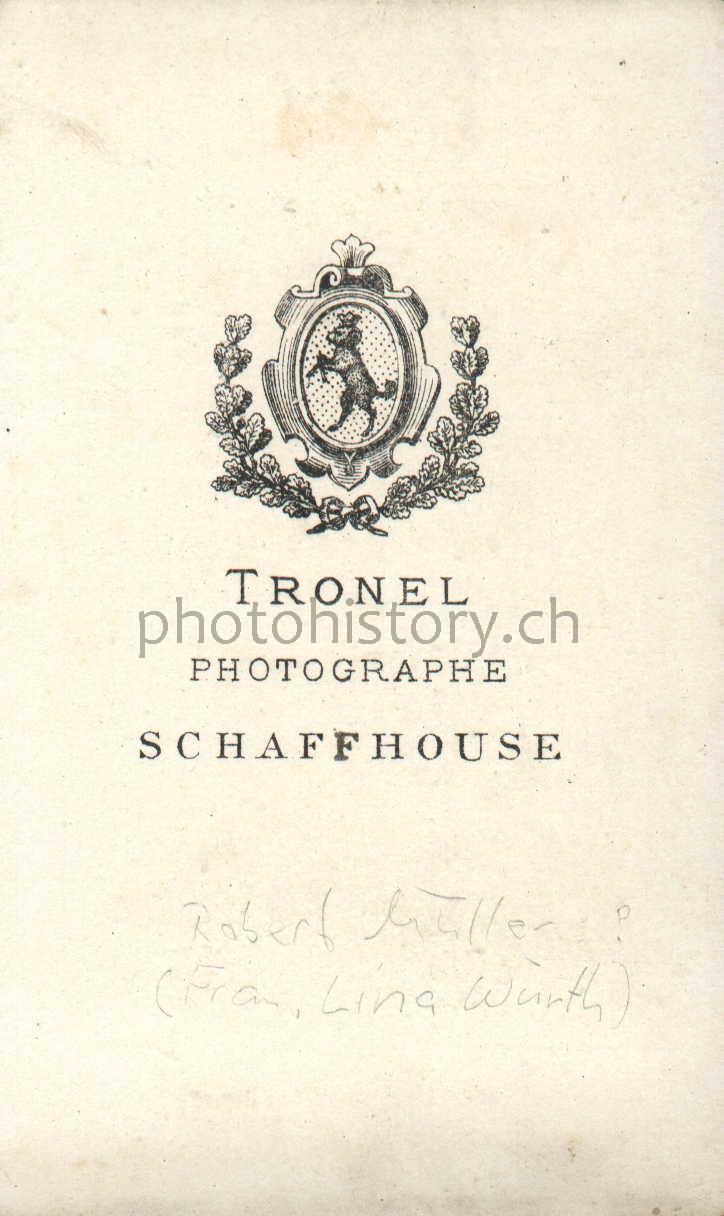 TRONEL
photohistory.ch
PHOTOGRAPHE
SCHAFFHOUSE
Robert Müller ?
(Frau, Lina Würth)